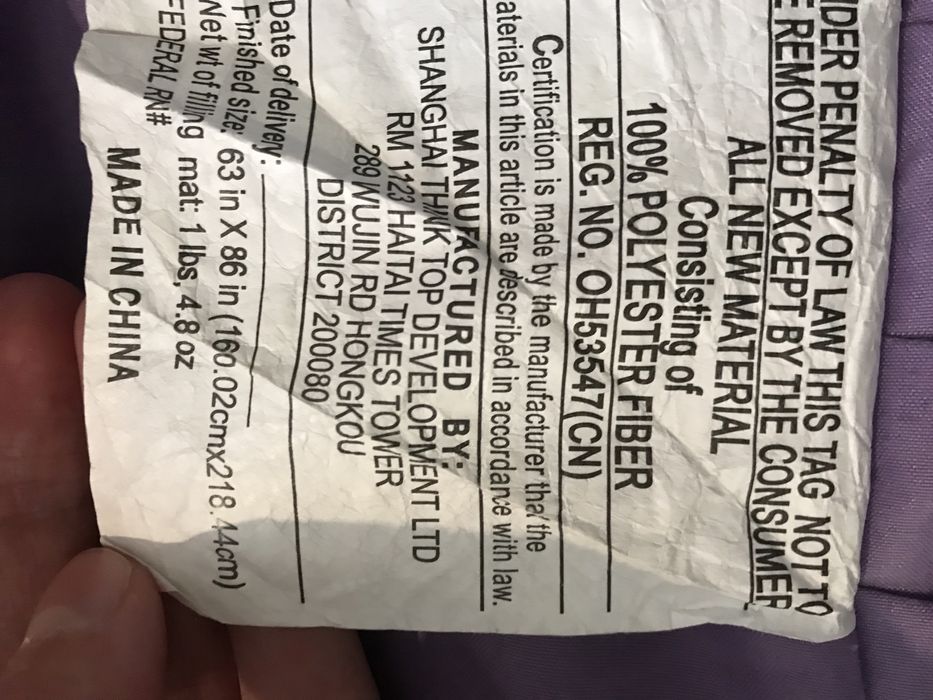 UNDER PENALTY OF LAW THIS TAG NOT TO
BE REMOVED EXCEPT BY THE CONSUMER
ALL NEW MATERIAL
Consisting of
100% POLYESTER FIBER
REG. NO. OH53547(CN)
Certification is made by the manufacturer that the
materials in this article are described in accordance with law.
MANUFACTURED BY:
SHANGHAI THINK TOP DEVELOPMENT LTD
RM 1123 HAITAI TIMES TOWER
289 WUJIN RD HONGKOU
DISTRICT 200080
Date of delivery:
Finished size: 63 in X 86 in (160.02cmx218.44cm)
Net wt of filling mat: 1 lbs, 4.8 oz
FEDERAL RN#
MADE IN CHINA